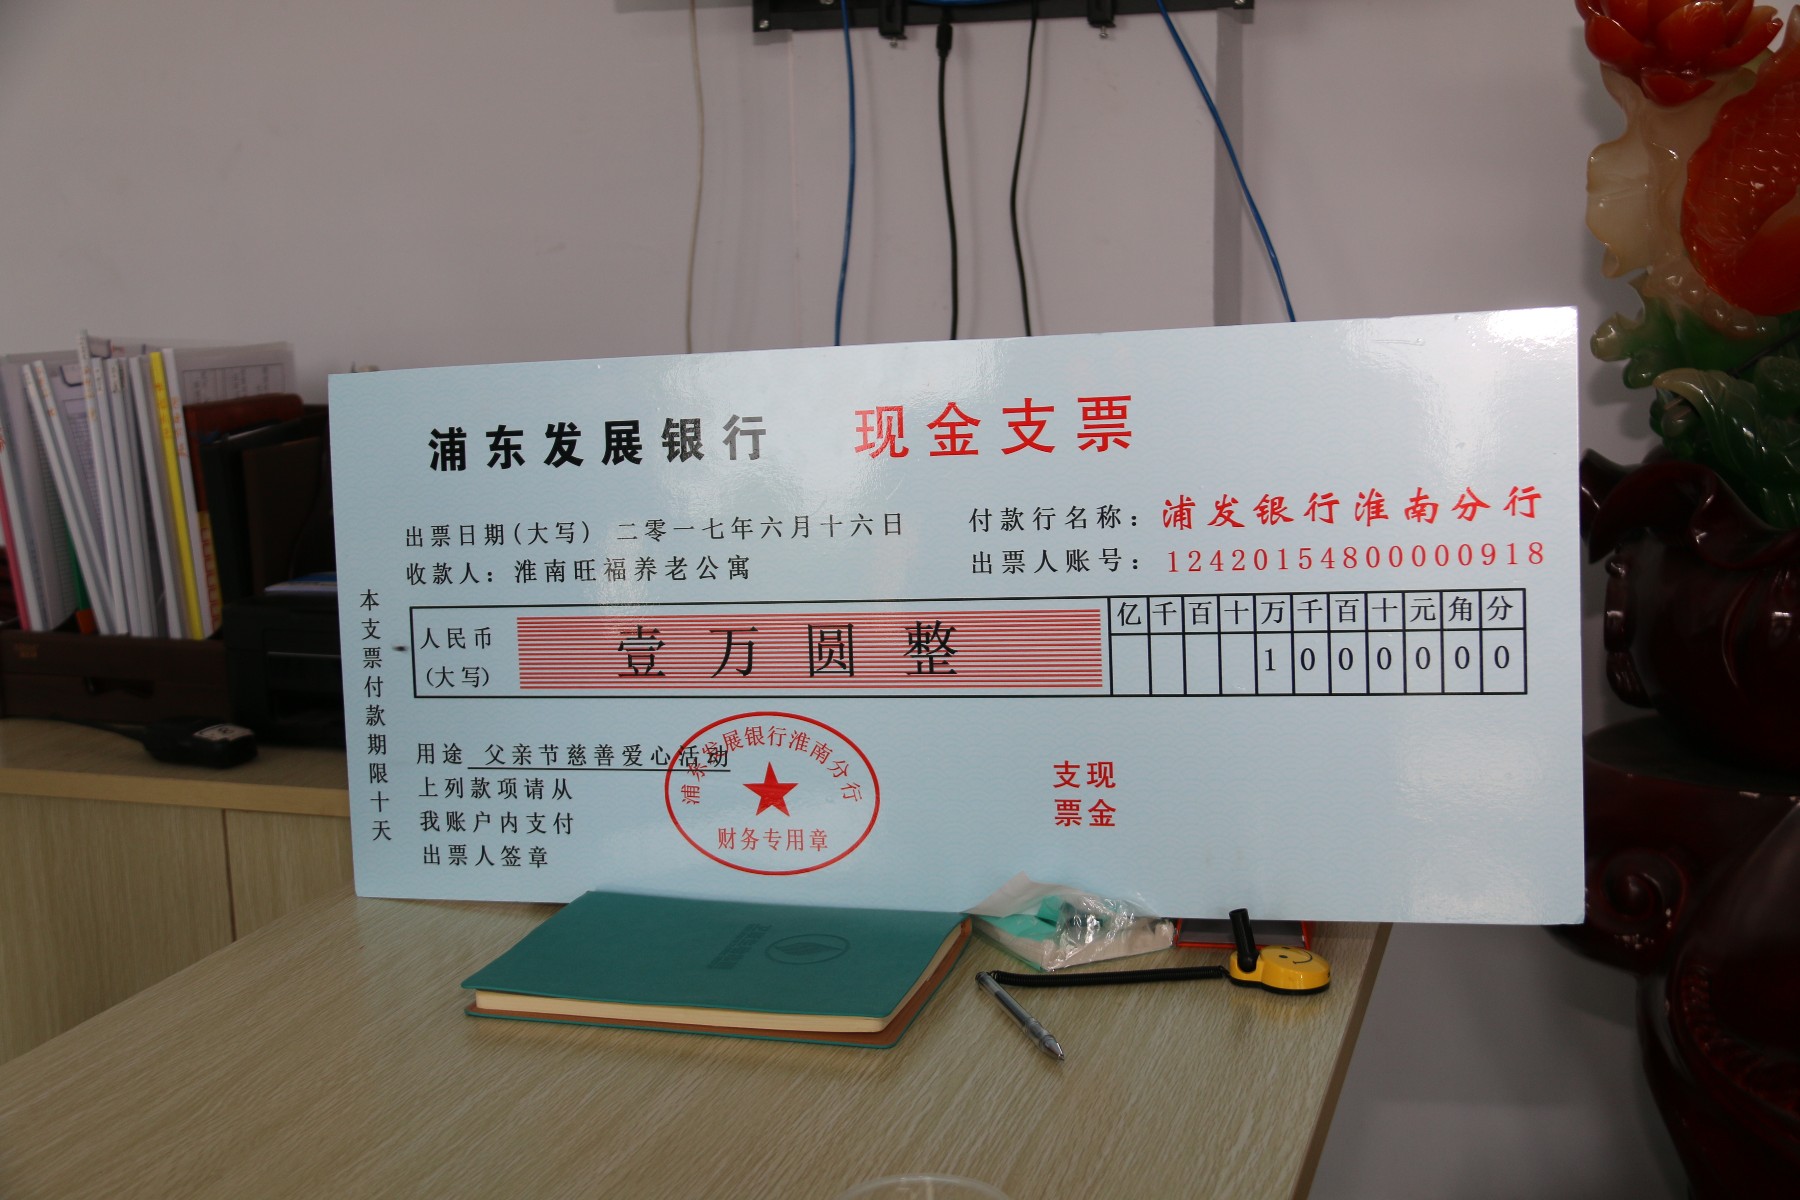 浦东发展银行 现金支票
出票日期(大写) 二零一七年六月十六日
付款行名称: 浦发银行淮南分行
收款人: 淮南旺福养老公寓
出票人账号: 12420154800000918
本支票付款期限十天
人民币
(大写)
壹万圆整
亿千百十万千百十元角分
1 0 0 0 0 0 0
用途 父亲节慈善爱心活动
上列款项请从
我账户内支付
出票人签章
浦东发展银行淮南分行
财务专用章
支现
票金